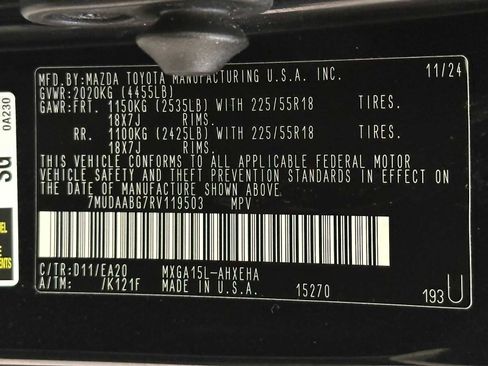 MFD.BY: MAZDA TOYOTA MANUFACTURING U.S.A. INC. 11/24
GVWR:2020KG (4455LB)
GAWR:FRT. 1150KG (2535LB) WITH 225/55R18 TIRES.
18X7J RIMS.
RR. 1100KG (2425LB) WITH 225/55R18 TIRES.
18X7J RIMS.
THIS VEHICLE CONFORMS TO ALL APPLICABLE FEDERAL MOTOR
VEHICLE SAFETY AND THEFT PREVENTION STANDARDS IN EFFECT
ON THE DATE OF MANUFACTURE SHOWN ABOVE.
7MUDAABG7RV119503 MPV
C/TR:D11/EA20 MXGA15L-AHXEHA
A/TM: /K121F MADE IN U.S.A. 15270 193U
0A230